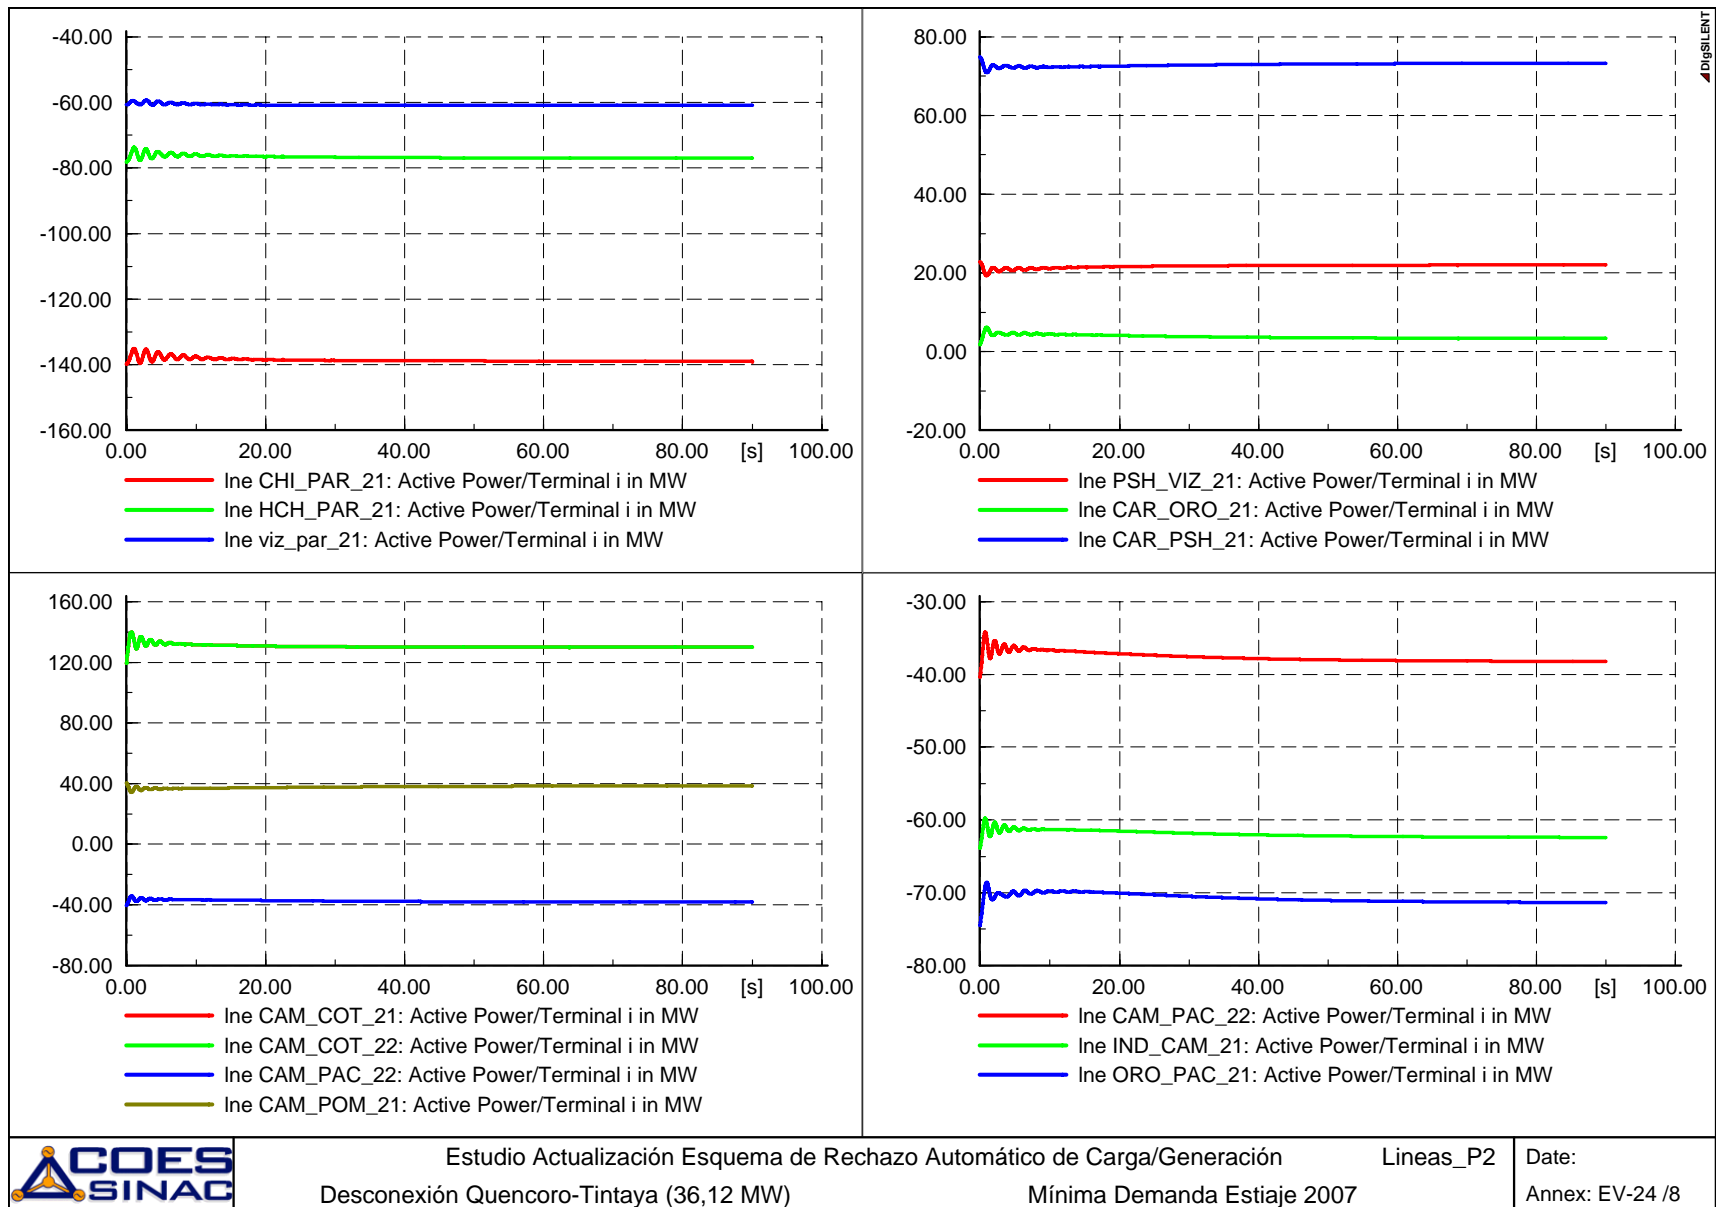 -40.00
-60.00
-80.00
-100.00
-120.00
-140.00
-160.00
0.00 20.00 40.00 60.00 80.00 [s] 100.00
lne CHI_PAR_21: Active Power/Terminal i in MW
lne HCH_PAR_21: Active Power/Terminal i in MW
lne viz_par_21: Active Power/Terminal i in MW
DIgSILENT
80.00
60.00
40.00
20.00
0.00
-20.00
0.00 20.00 40.00 60.00 80.00 [s] 100.00
lne PSH_VIZ_21: Active Power/Terminal i in MW
lne CAR_ORO_21: Active Power/Terminal i in MW
lne CAR_PSH_21: Active Power/Terminal i in MW
160.00
120.00
80.00
40.00
0.00
-40.00
-80.00
0.00 20.00 40.00 60.00 80.00 [s] 100.00
lne CAM_COT_21: Active Power/Terminal i in MW
lne CAM_COT_22: Active Power/Terminal i in MW
lne CAM_PAC_22: Active Power/Terminal i in MW
lne CAM_POM_21: Active Power/Terminal i in MW
-30.00
-40.00
-50.00
-60.00
-70.00
-80.00
0.00 20.00 40.00 60.00 80.00 [s] 100.00
lne CAM_PAC_22: Active Power/Terminal i in MW
lne IND_CAM_21: Active Power/Terminal i in MW
lne ORO_PAC_21: Active Power/Terminal i in MW
COES
SINAC
Estudio Actualización Esquema de Rechazo Automático de Carga/Generación Lineas_P2
Desconexión Quencoro-Tintaya (36,12 MW) Mínima Demanda Estiaje 2007
Date:
Annex: EV-24 /8